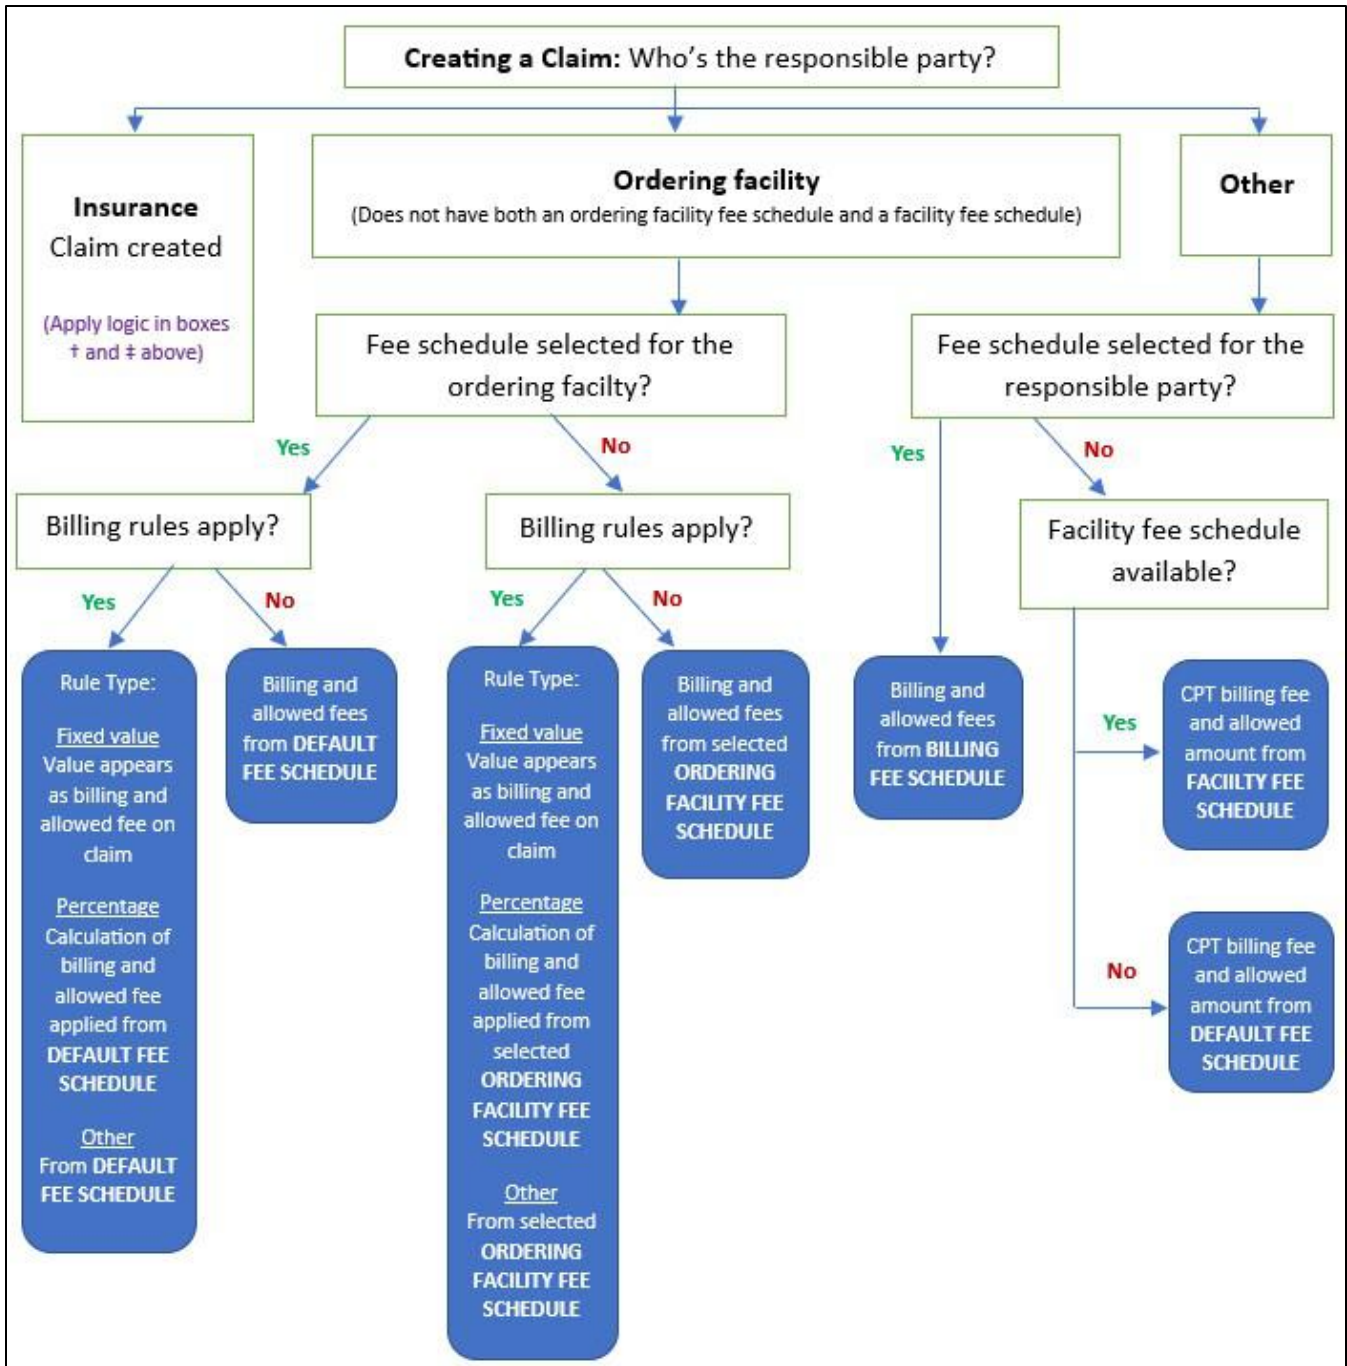 Creating a Claim: Who's the responsible party?
Insurance
Claim created
(Apply logic in boxes
† and ‡ above)
Ordering facility
(Does not have both an ordering facility fee schedule and a facility fee schedule)
Other
Fee schedule selected for the
ordering facilty?
Fee schedule selected for the
responsible party?
Yes
No
Yes
No
Billing rules apply?
Billing rules apply?
Facility fee schedule
available?
Yes
No
Yes
No
Rule Type:
Fixed value
Value appears
as billing and
allowed fee on
claim
Percentage
Calculation of
billing and
allowed fee
applied from
DEFAULT FEE
SCHEDULE
Other
From DEFAULT
FEE SCHEDULE
Billing and
allowed fees
from DEFAULT
FEE SCHEDULE
Rule Type:
Fixed value
Value appears
as billing and
allowed fee on
claim
Percentage
Calculation of
billing and
allowed fee
applied from
selected
ORDERING
FACILITY FEE
SCHEDULE
Other
From selected
ORDERING
FACILITY FEE
SCHEDULE
Billing and
allowed fees
from selected
ORDERING
FACILITY FEE
SCHEDULE
Billing and
allowed fees
from BILLING
FEE SCHEDULE
Yes
CPT billing fee
and allowed
amount from
FACIILTY FEE
SCHEDULE
No
CPT billing fee
and allowed
amount from
DEFAULT FEE
SCHEDULE